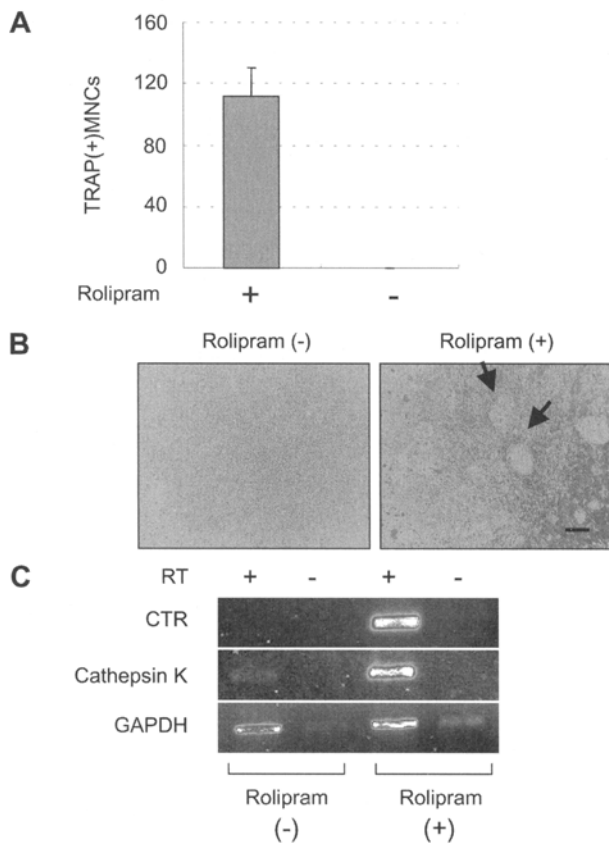 A
160
120
80
40
0
TRAP(+)MNCs
Rolipram + -
B
Rolipram (-) Rolipram (+)
C
RT + - + -
CTR
Cathepsin K
GAPDH
Rolipram Rolipram
(-) (+)